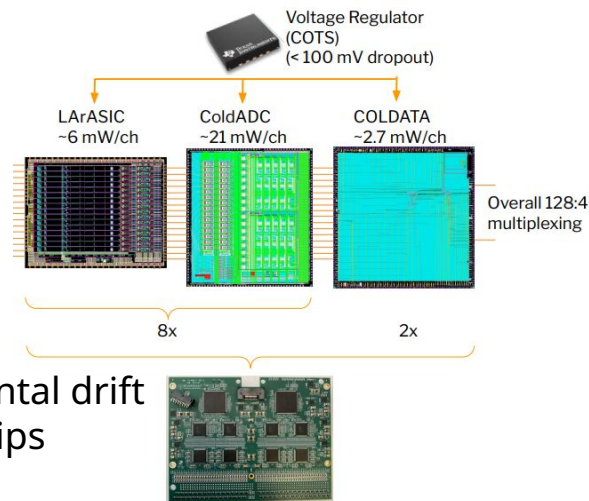 Voltage Regulator
(COTS)
(< 100 mV dropout)
LArASIC
~6 mW/ch
ColdADC
~21 mW/ch
COLDATA
~2.7 mW/ch
Overall 128:4
multiplexing
8x
2x
ntal drift
ips